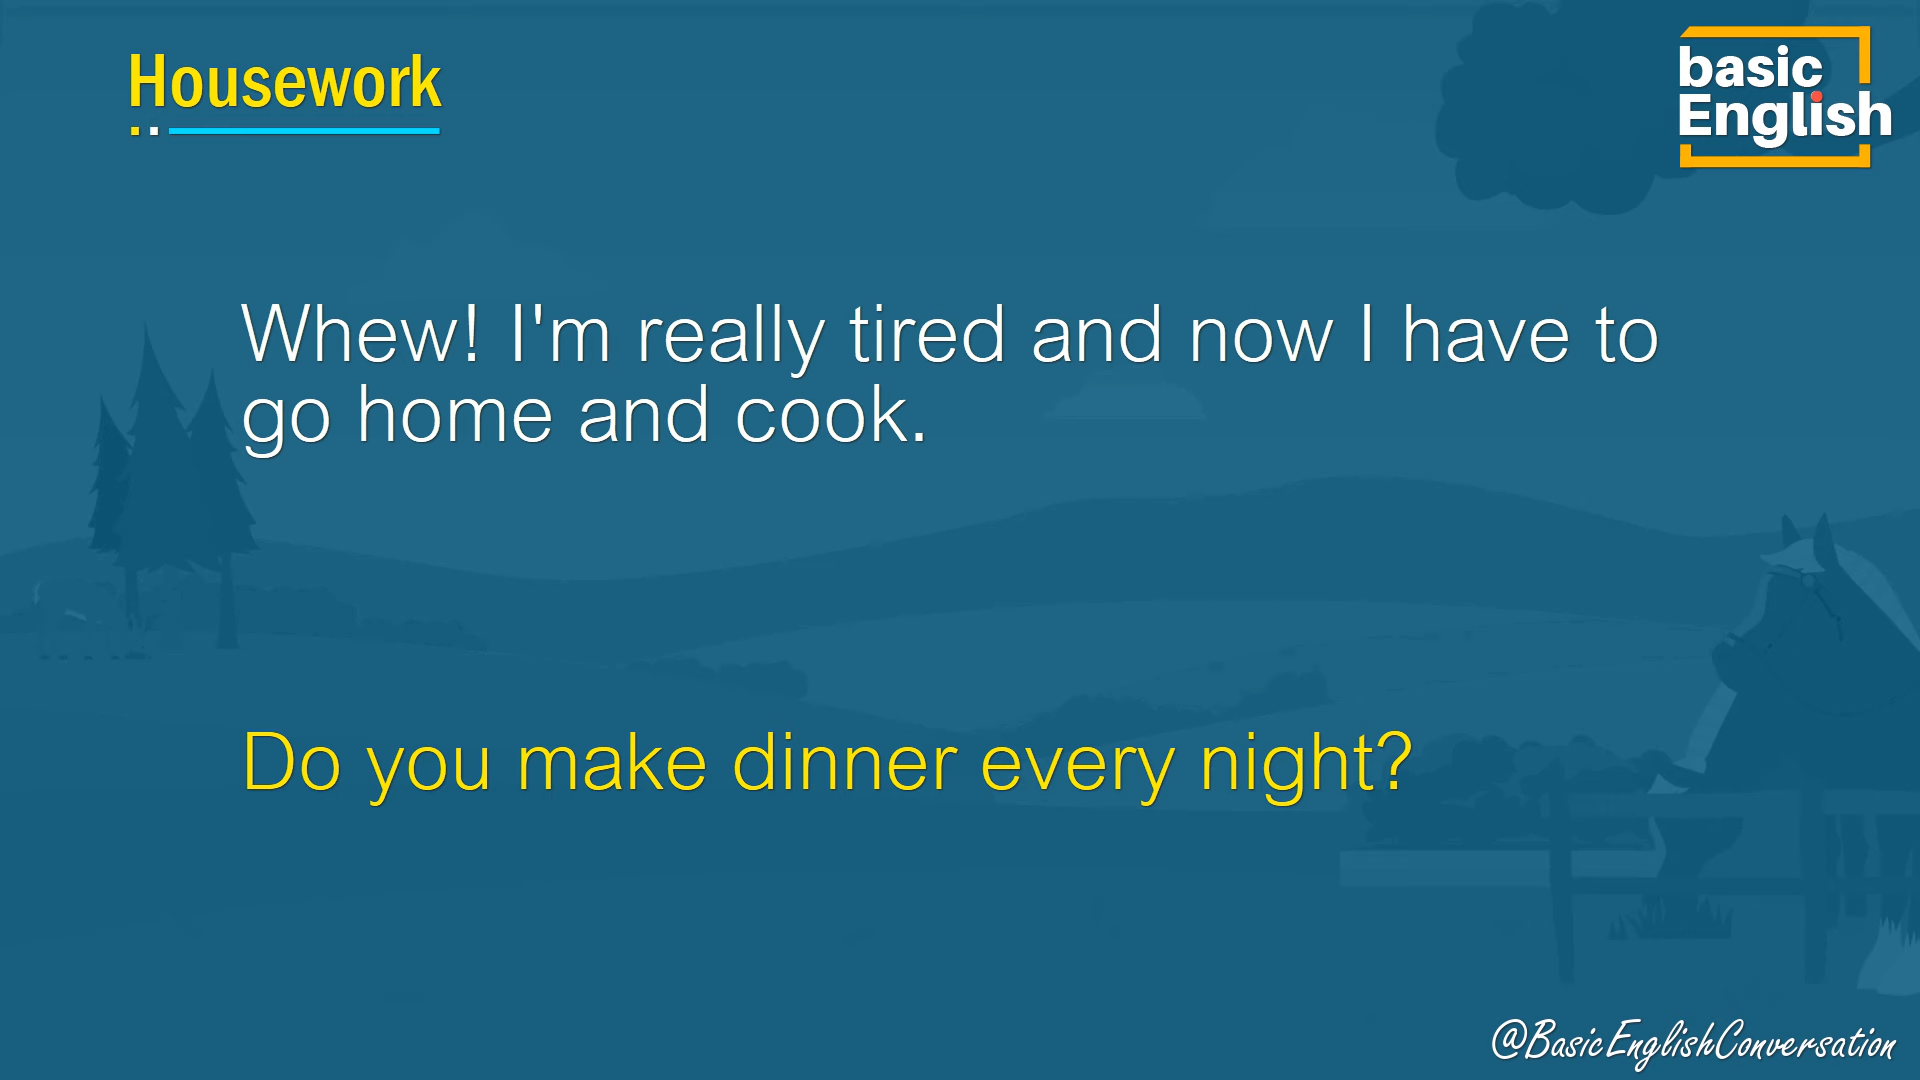 Housework
basic
English
Whew! I'm really tired and now I have to
go home and cook.
Do you make dinner every night?
@BasicEnglishConversation